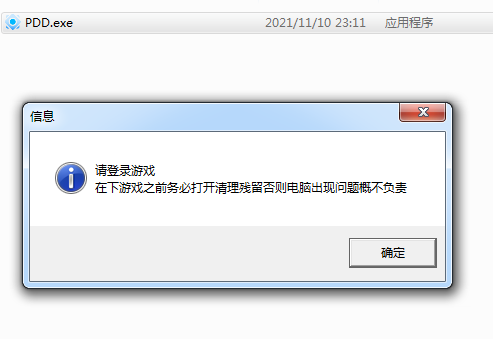 PDD.exe 2021/11/10 23:11 应用程序
信息
请登录游戏
在下游戏之前务必打开清理残留否则电脑出现问题概不负责
确定